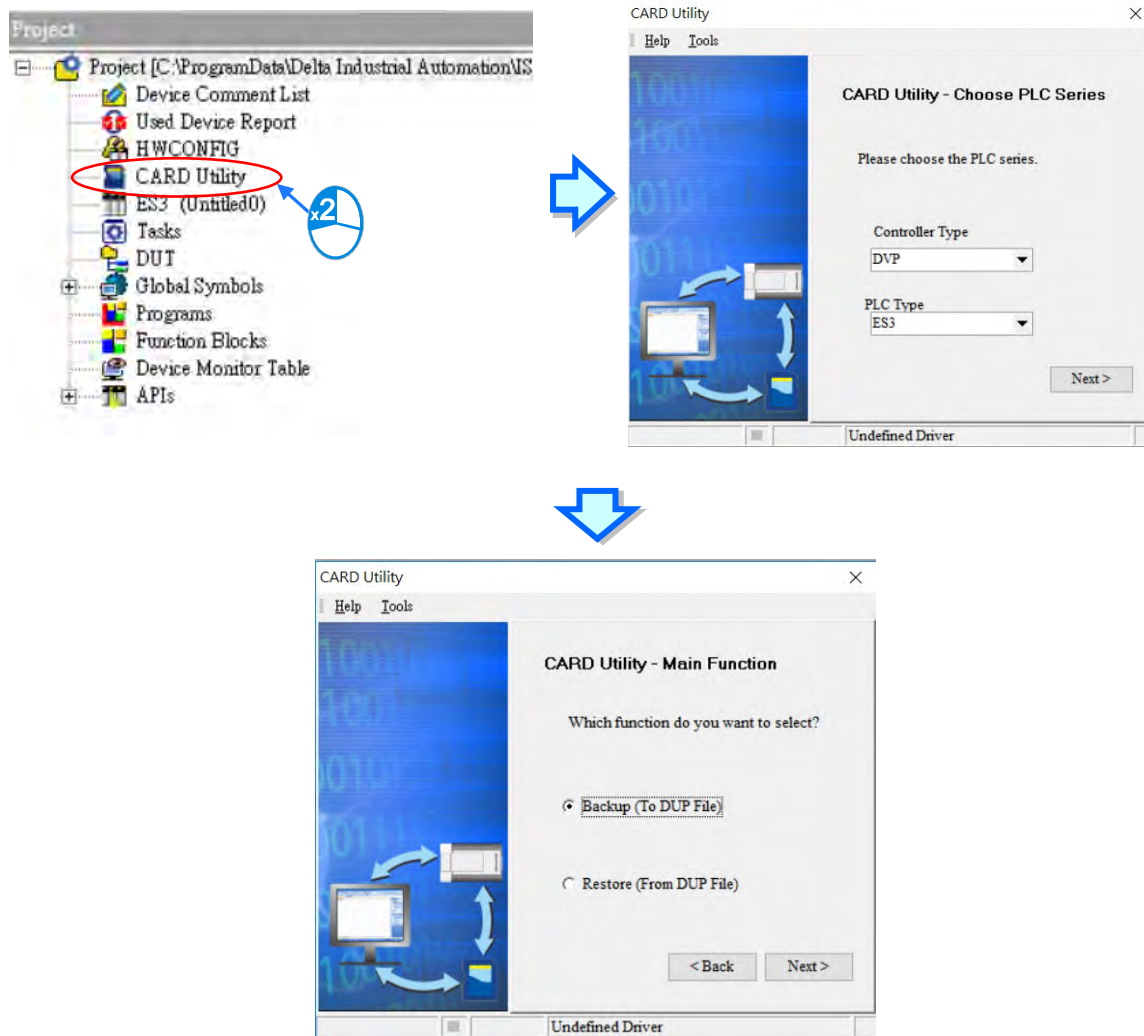 Project
Project [C:\ProgramData\Delta Industrial Automation\IS
Device Comment List
Used Device Report
HWCONFIG
CARD Utility
ES3 (Untitled0)
Tasks
DUT
Global Symbols
Programs
Function Blocks
Device Monitor Table
APIs
x2
CARD Utility
Help Tools
CARD Utility - Choose PLC Series
Please choose the PLC series.
Controller Type
DVP
PLC Type
ES3
Next >
Undefined Driver
CARD Utility
Help Tools
CARD Utility - Main Function
Which function do you want to select?
Backup (To DUP File)
Restore (From DUP File)
< Back Next >
Undefined Driver